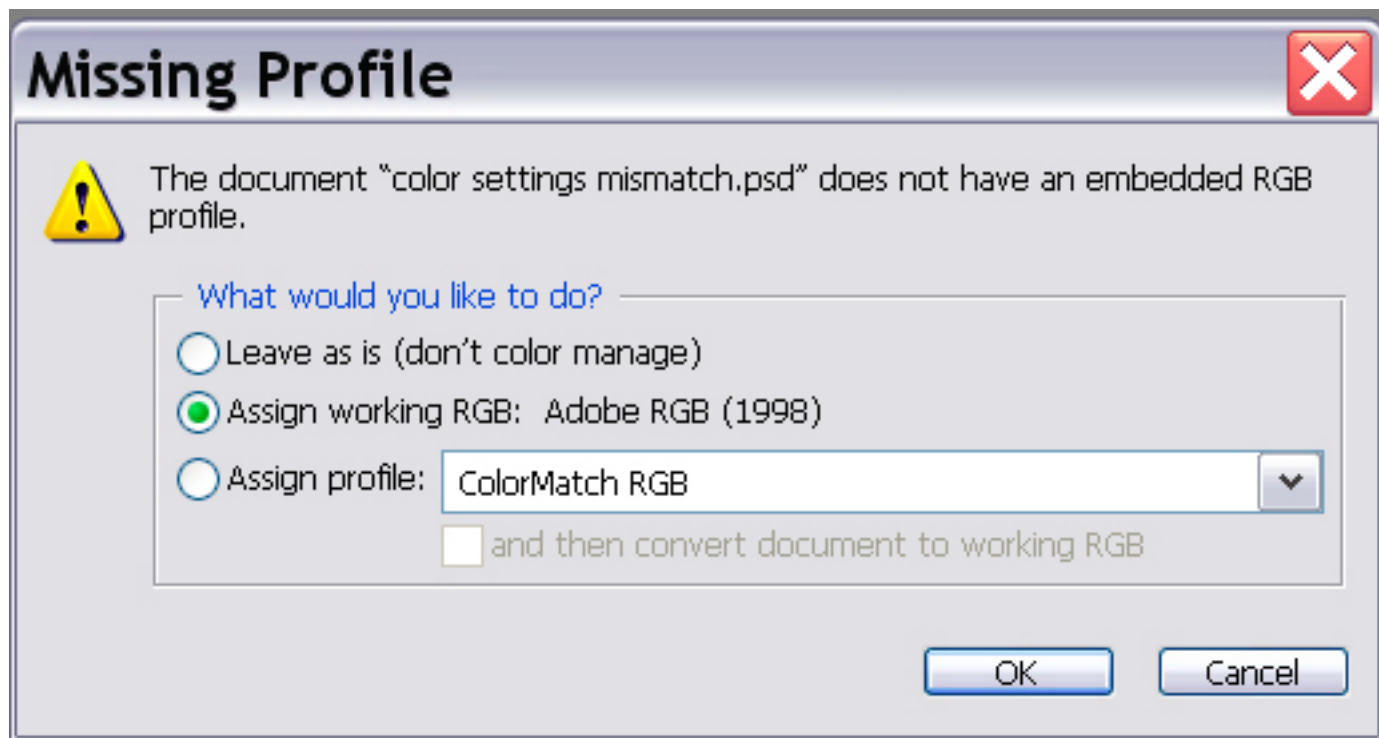 Missing Profile
The document “color settings mismatch.psd” does not have an embedded RGB
profile.
What would you like to do?
Leave as is (don't color manage)
Assign working RGB: Adobe RGB (1998)
Assign profile: ColorMatch RGB
and then convert document to working RGB
OK Cancel